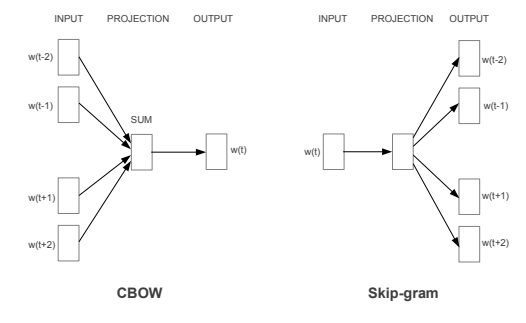 INPUT PROJECTION OUTPUT
w(t-2)
w(t-1)
SUM
w(t)
w(t+1)
w(t+2)
CBOW
INPUT PROJECTION OUTPUT
w(t-2)
w(t-1)
w(t)
w(t+1)
w(t+2)
Skip-gram